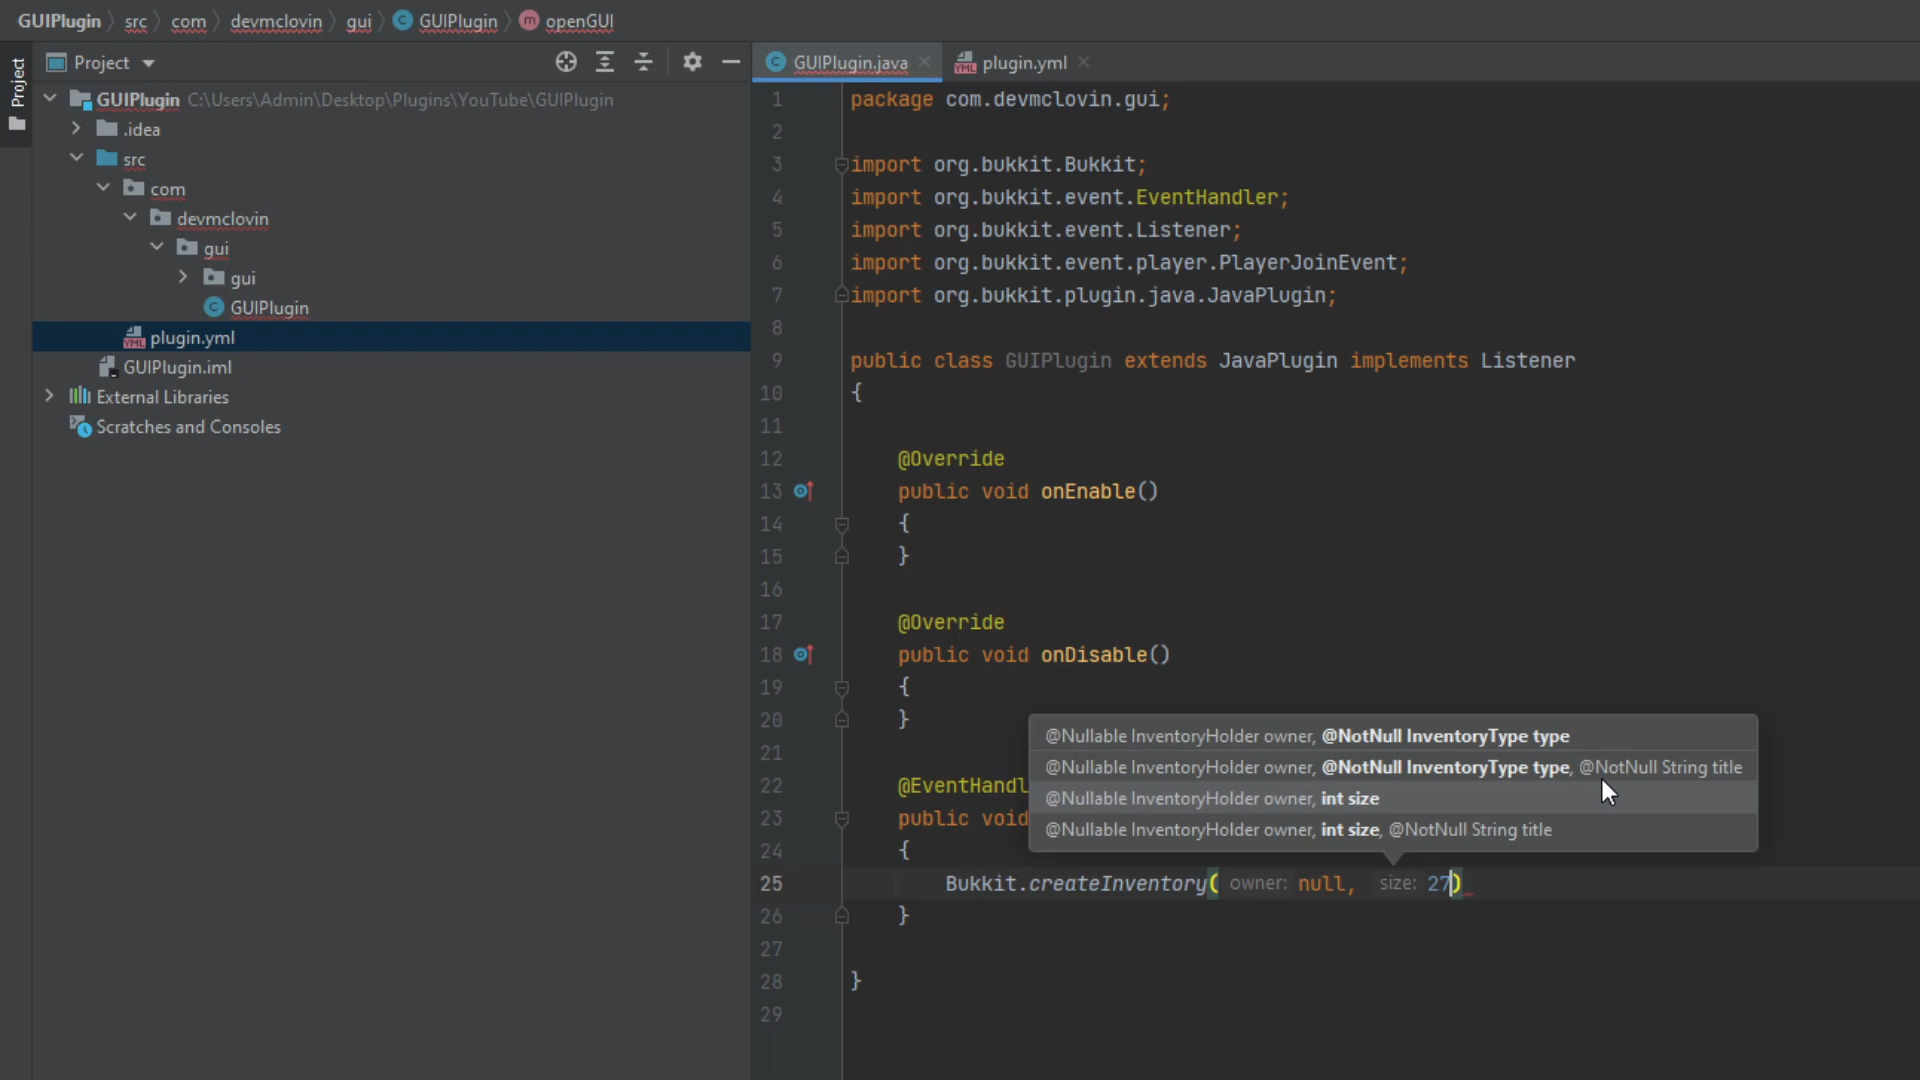 GUIPlugin src com devmclovin gui GUIPlugin openGUI
Project
Project
GUIPlugin C:\Users\Admin\Desktop\Plugins\YouTube\GUIPlugin
.idea
src
com
devmclovin
gui
gui
GUIPlugin
plugin.yml
GUIPlugin.iml
External Libraries
Scratches and Consoles
GUIPlugin.java plugin.yml
1 package com.devmclovin.gui;
2
3 import org.bukkit.Bukkit;
4 import org.bukkit.event.EventHandler;
5 import org.bukkit.event.Listener;
6 import org.bukkit.event.player.PlayerJoinEvent;
7 import org.bukkit.plugin.java.JavaPlugin;
8
9 public class GUIPlugin extends JavaPlugin implements Listener
10 {
11
12 @Override
13 public void onEnable()
14 {
15 }
16
17 @Override
18 public void onDisable()
19 {
20 }
21
@Nullable InventoryHolder owner, @NotNull InventoryType type
@Nullable InventoryHolder owner, @NotNull InventoryType type, @NotNull String title
@Nullable InventoryHolder owner, int size
@Nullable InventoryHolder owner, int size, @NotNull String title
22 @EventHandl
23 public void
24 {
25 Bukkit.createInventory( owner: null, size: 27)
26 }
27
28 }
29